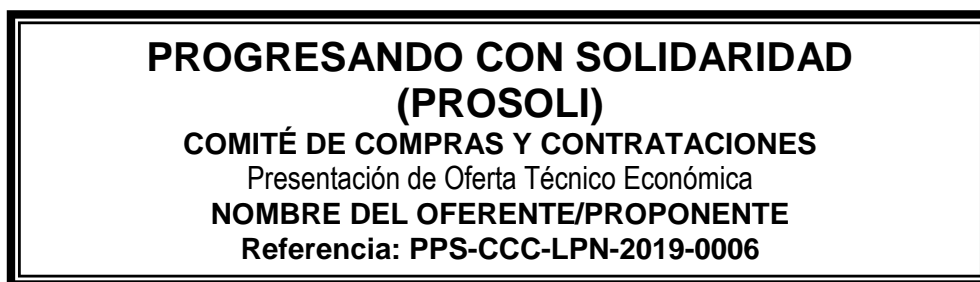 PROGRESANDO CON SOLIDARIDAD
(PROSOLI)
COMITÉ DE COMPRAS Y CONTRATACIONES
Presentación de Oferta Técnico Económica
NOMBRE DEL OFERENTE/PROPONENTE
Referencia: PPS-CCC-LPN-2019-0006